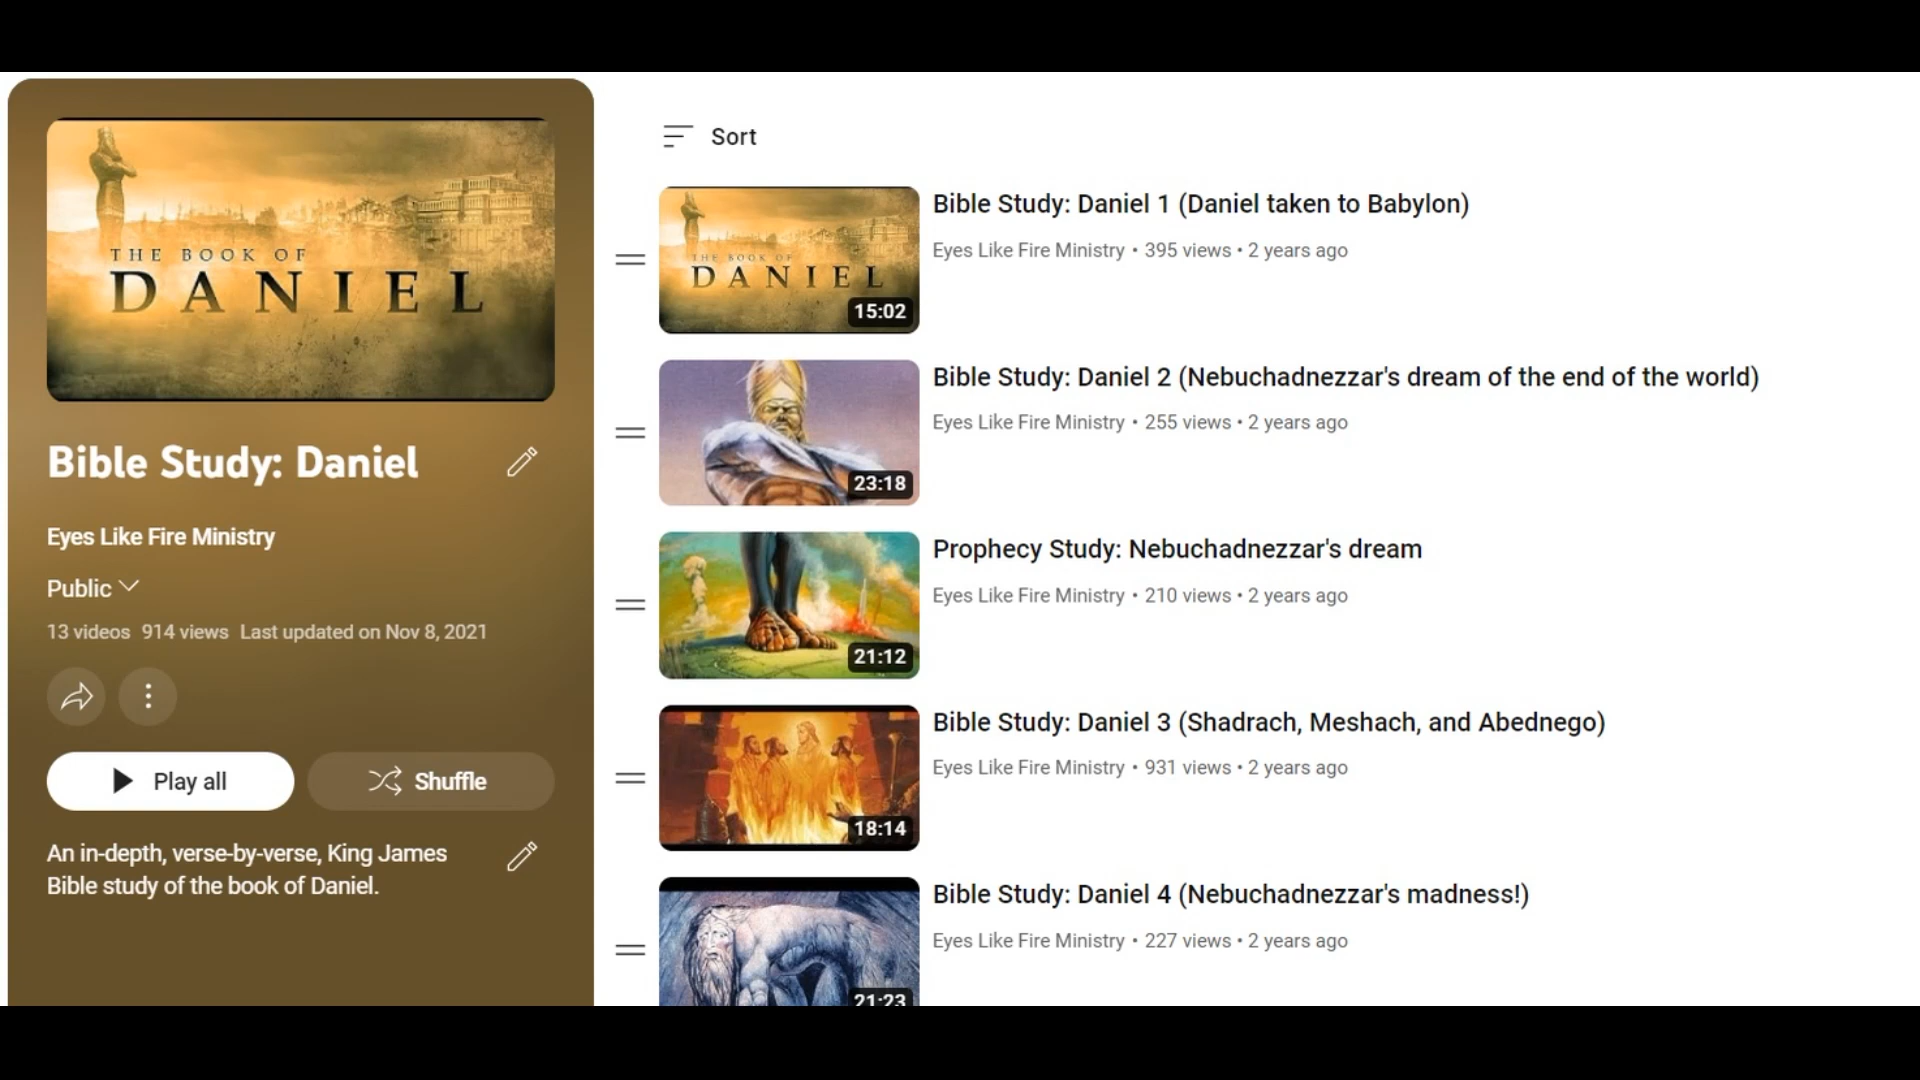 THE BOOK OF
DANIEL
Bible Study: Daniel
Eyes Like Fire Ministry
Public
13 videos 914 views Last updated on Nov 8, 2021
Play all
Shuffle
An in-depth, verse-by-verse, King James
Bible study of the book of Daniel.
Sort
THE BOOK OF
DANIEL
15:02
Bible Study: Daniel 1 (Daniel taken to Babylon)
Eyes Like Fire Ministry • 395 views • 2 years ago
23:18
Bible Study: Daniel 2 (Nebuchadnezzar's dream of the end of the world)
Eyes Like Fire Ministry • 255 views • 2 years ago
21:12
Prophecy Study: Nebuchadnezzar's dream
Eyes Like Fire Ministry • 210 views • 2 years ago
18:14
Bible Study: Daniel 3 (Shadrach, Meshach, and Abednego)
Eyes Like Fire Ministry • 931 views • 2 years ago
21:23
Bible Study: Daniel 4 (Nebuchadnezzar's madness!)
Eyes Like Fire Ministry • 227 views • 2 years ago